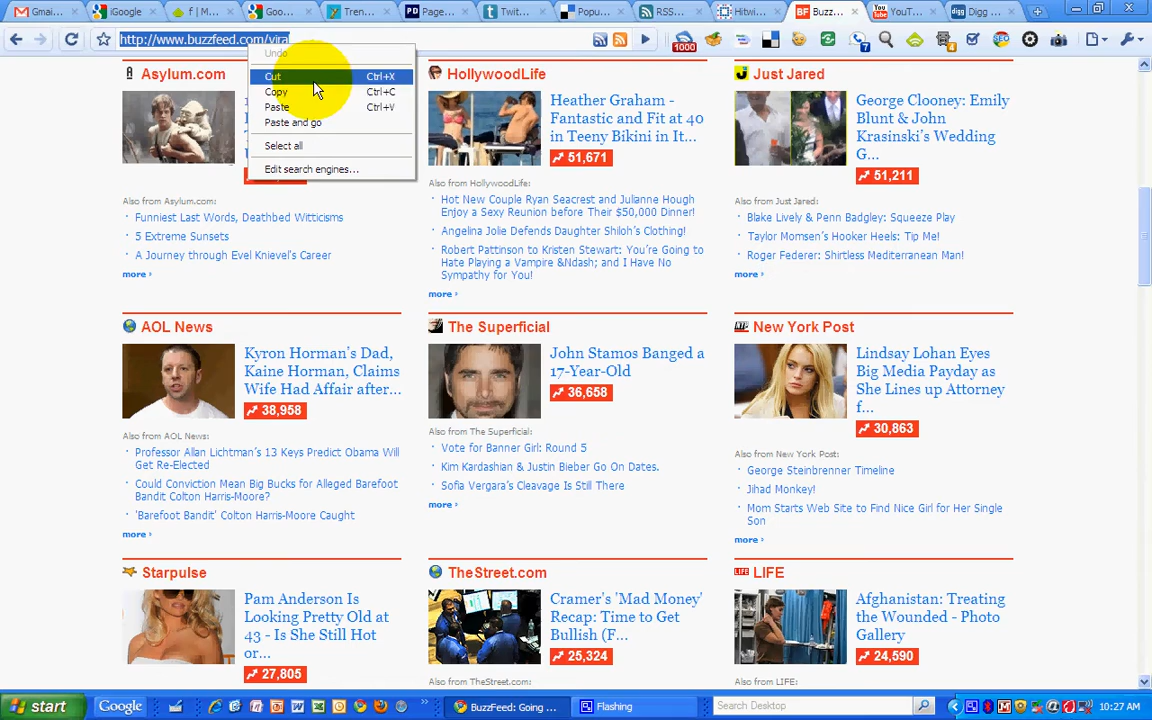 Gmai...
iGoogle
f | M...
Goo...
Tren...
Page...
Twit...
Popu...
RSS...
Hitwi...
Buzz...
YouT...
Digg ...
http://www.buzzfeed.com/viral
1000
Undo
Cut Ctrl+X
Copy Ctrl+C
Paste Ctrl+V
Paste and go
Select all
Edit search engines...
Asylum.com
Also from Asylum.com:
Funniest Last Words, Deathbed Witticisms
5 Extreme Sunsets
A Journey through Evel Knievel's Career
more ›
HollywoodLife
Heather Graham -
Fantastic and Fit at 40
in Teeny Bikini in It...
51,671
Also from HollywoodLife:
Hot New Couple Ryan Seacrest and Julianne Hough
Enjoy a Sexy Reunion before Their $50,000 Dinner!
Angelina Jolie Defends Daughter Shiloh's Clothing!
Robert Pattinson to Kristen Stewart: You're Going to
Hate Playing a Vampire &Ndash; and I Have No
Sympathy for You!
more ›
Just Jared
George Clooney: Emily
Blunt & John
Krasinski's Wedding
G...
51,211
Also from Just Jared:
Blake Lively & Penn Badgley: Squeeze Play
Taylor Momsen's Hooker Heels: Tip Me!
Roger Federer: Shirtless Mediterranean Man!
more ›
AOL News
Kyron Horman's Dad,
Kaine Horman, Claims
Wife Had Affair after...
38,958
Also from AOL News:
Professor Allan Lichtman's 13 Keys Predict Obama Will
Get Re-Elected
Could Conviction Mean Big Bucks for Alleged Barefoot
Bandit Colton Harris-Moore?
'Barefoot Bandit' Colton Harris-Moore Caught
more ›
The Superficial
John Stamos Banged a
17-Year-Old
36,658
Also from The Superficial:
Vote for Banner Girl: Round 5
Kim Kardashian & Justin Bieber Go On Dates.
Sofia Vergara's Cleavage Is Still There
more ›
New York Post
Lindsay Lohan Eyes
Big Media Payday as
She Lines up Attorney
f...
30,863
Also from New York Post:
George Steinbrenner Timeline
Jihad Monkey!
Mom Starts Web Site to Find Nice Girl for Her Single
Son
more ›
Starpulse
Pam Anderson Is
Looking Pretty Old at
43 - Is She Still Hot
or...
27,805
TheStreet.com
Cramer's 'Mad Money'
Recap: Time to Get
Bullish (F...
25,324
Also from TheStreet.com:
LIFE
Afghanistan: Treating
the Wounded - Photo
Gallery
24,590
Also from LIFE:
start
Google
BuzzFeed: Going ...
Flashing
Search Desktop
10:27 AM